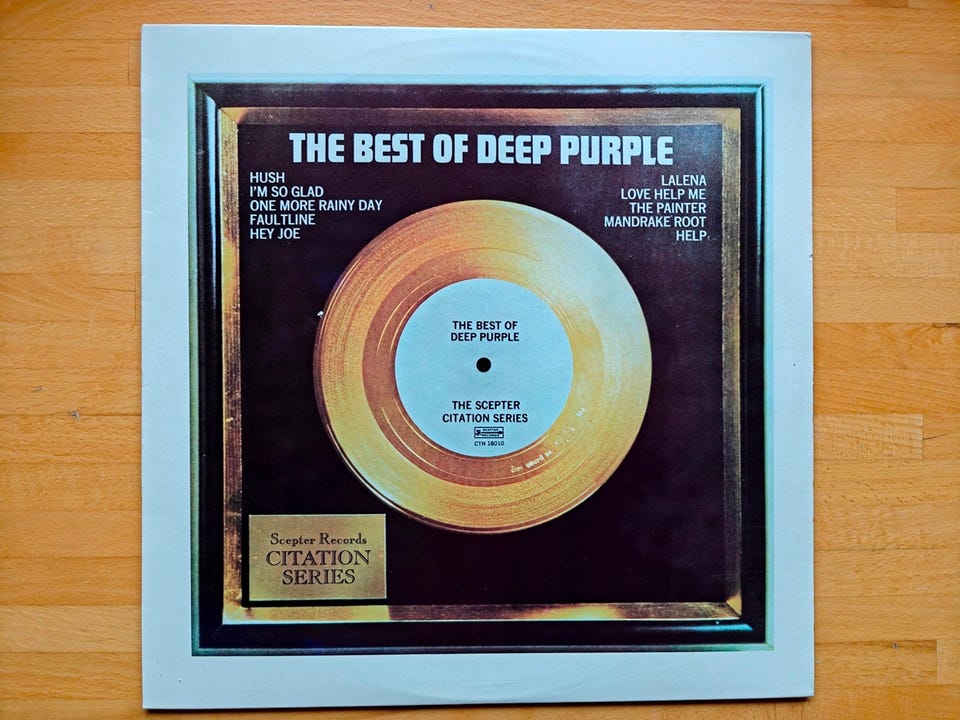 THE BEST OF DEEP PURPLE
HUSH
I'M SO GLAD
ONE MORE RAINY DAY
FAULTLINE
HEY JOE
LALENA
LOVE HELP ME
THE PAINTER
MANDRAKE ROOT
HELP
THE BEST OF
DEEP PURPLE
THE SCEPTER
CITATION SERIES
SCEPTER
RECORDS
CTN 18010
Scepter Records
CITATION
SERIES